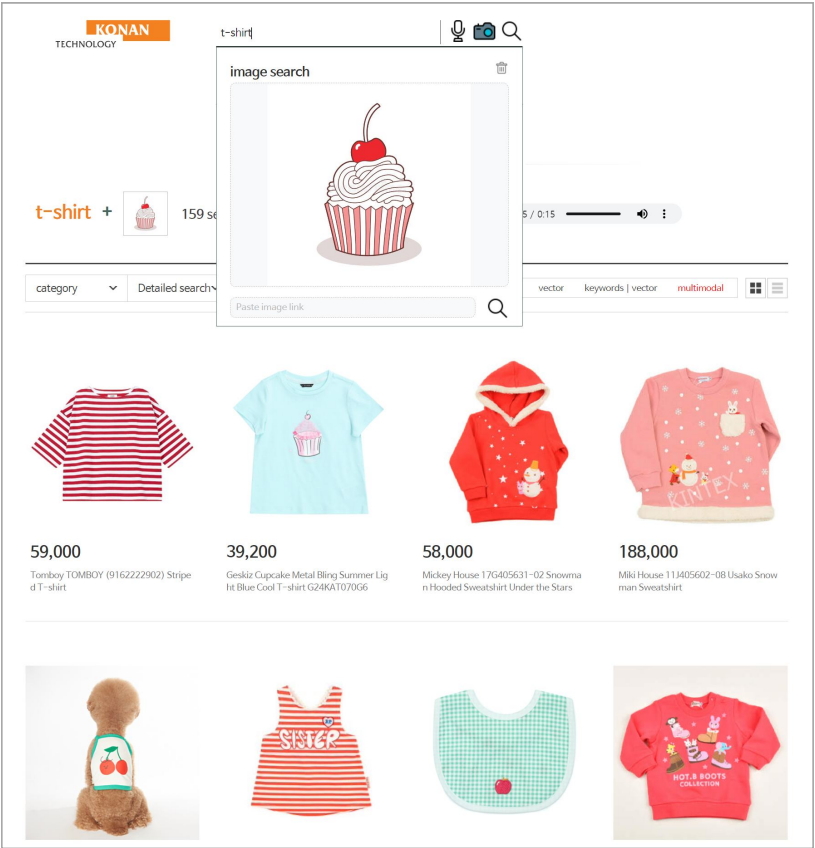 KONAN
TECHNOLOGY
t-shirt
image search
t-shirt + 159 se
5 / 0:15
Paste image link
category
Detailed search
vector
keywords | vector
multimodal
59,000
39,200
58,000
188,000
Tomboy TOMBOY (9162222902) Stripe
d T-shirt
Geskiz Cupcake Metal Bling Summer Lig
ht Blue Cool T-shirt G24KAT070G6
Mickey House 17G405631-02 Snowma
n Hooded Sweatshirt Under the Stars
Miki House 11J405602-08 Usako Snow
man Sweatshirt
KINTEX
SISTER
HOT.B BOOTS
COLLECTION